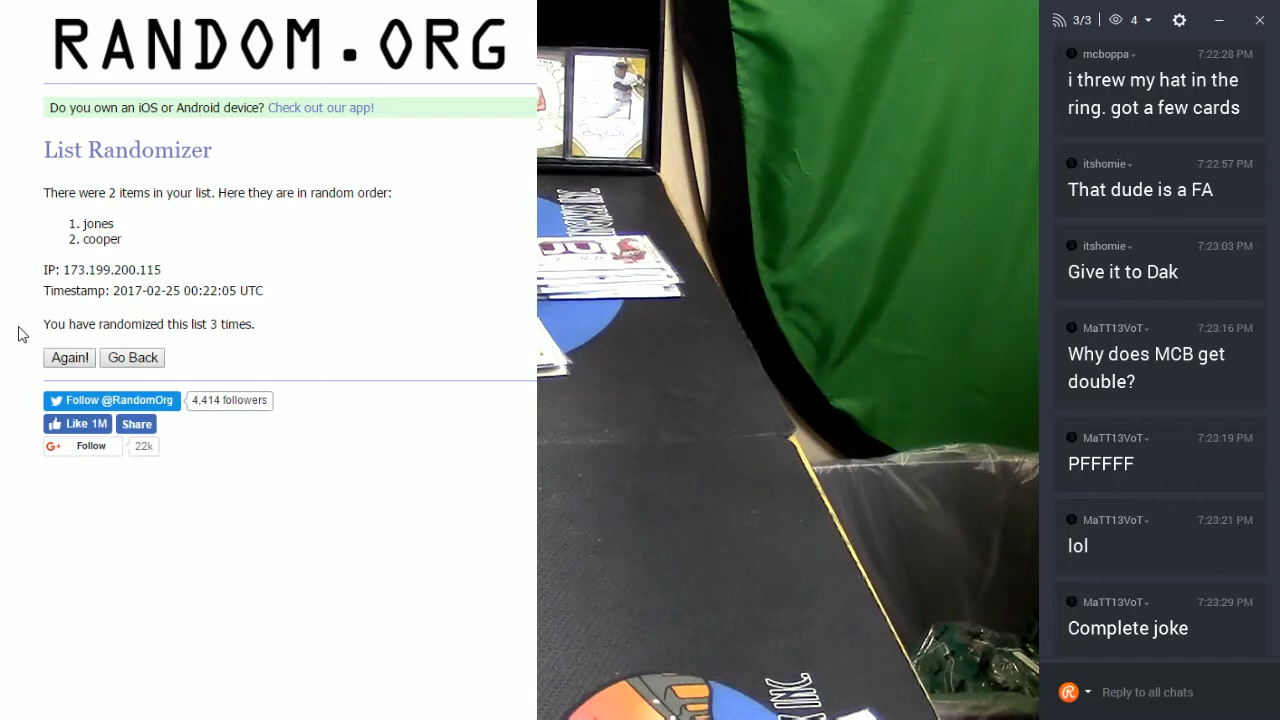 RANDOM.ORG
Do you own an iOS or Android device? Check out our app!
List Randomizer
There were 2 items in your list. Here they are in random order:
1. jones
2. cooper
IP: 173.199.200.115
Timestamp: 2017-02-25 00:22:05 UTC
You have randomized this list 3 times.
Again! Go Back
Follow @RandomOrg 4,414 followers
Like 1M Share
G+ Follow 22k
INC
3/3 4
mcboppa 7:22:28 PM
i threw my hat in the
ring. got a few cards
itshomie 7:22:57 PM
That dude is a FA
itshomie 7:23:03 PM
Give it to Dak
MaTT13VoT 7:23:16 PM
Why does MCB get
double?
MaTT13VoT 7:23:19 PM
PFFFFF
MaTT13VoT 7:23:21 PM
lol
MaTT13VoT 7:23:29 PM
Complete joke
Reply to all chats